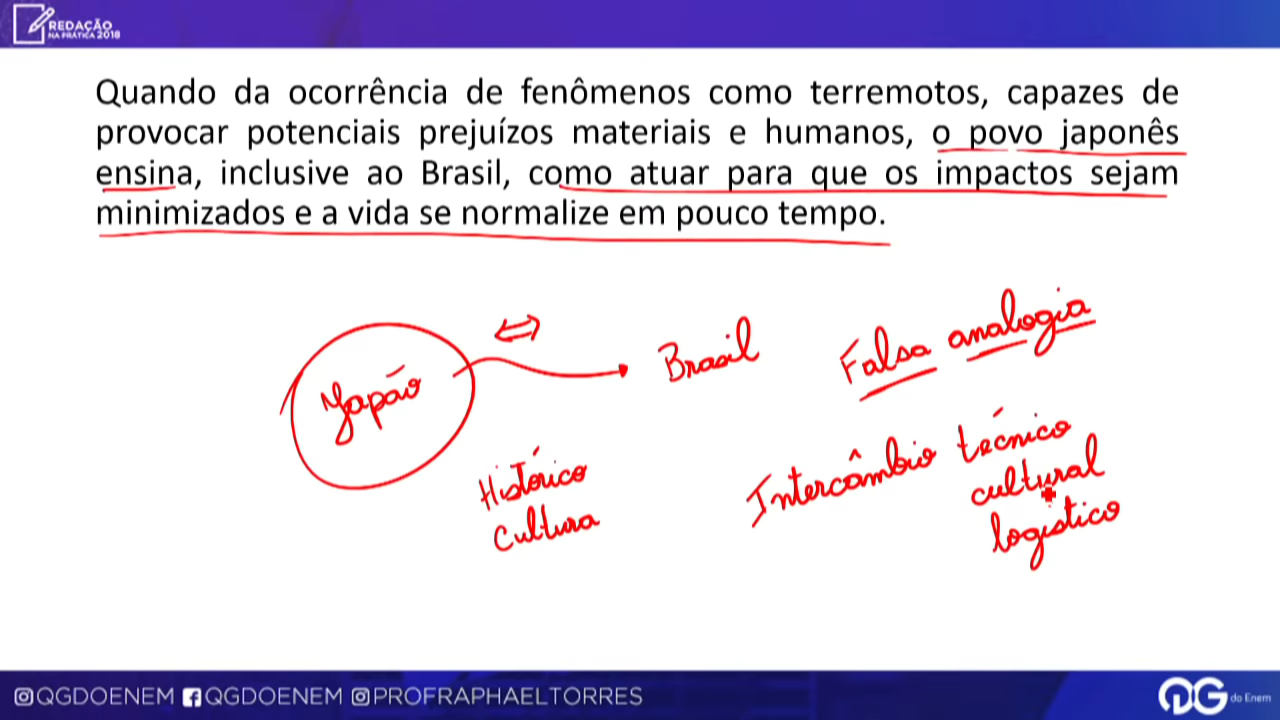 REDAÇÃO
NA PRÁTICA 2018
Quando da ocorrência de fenômenos como terremotos, capazes de
provocar potenciais prejuízos materiais e humanos, o povo japonês
ensina, inclusive ao Brasil, como atuar para que os impactos sejam
minimizados e a vida se normalize em pouco tempo.
Japão
Brasil
Falsa analogia
Histórico
Cultura
Intercâmbio técnico
cultural
logístico
@QGDOENEM QGDOENEM @PROFRAPHAELTORRES
QG do Enem